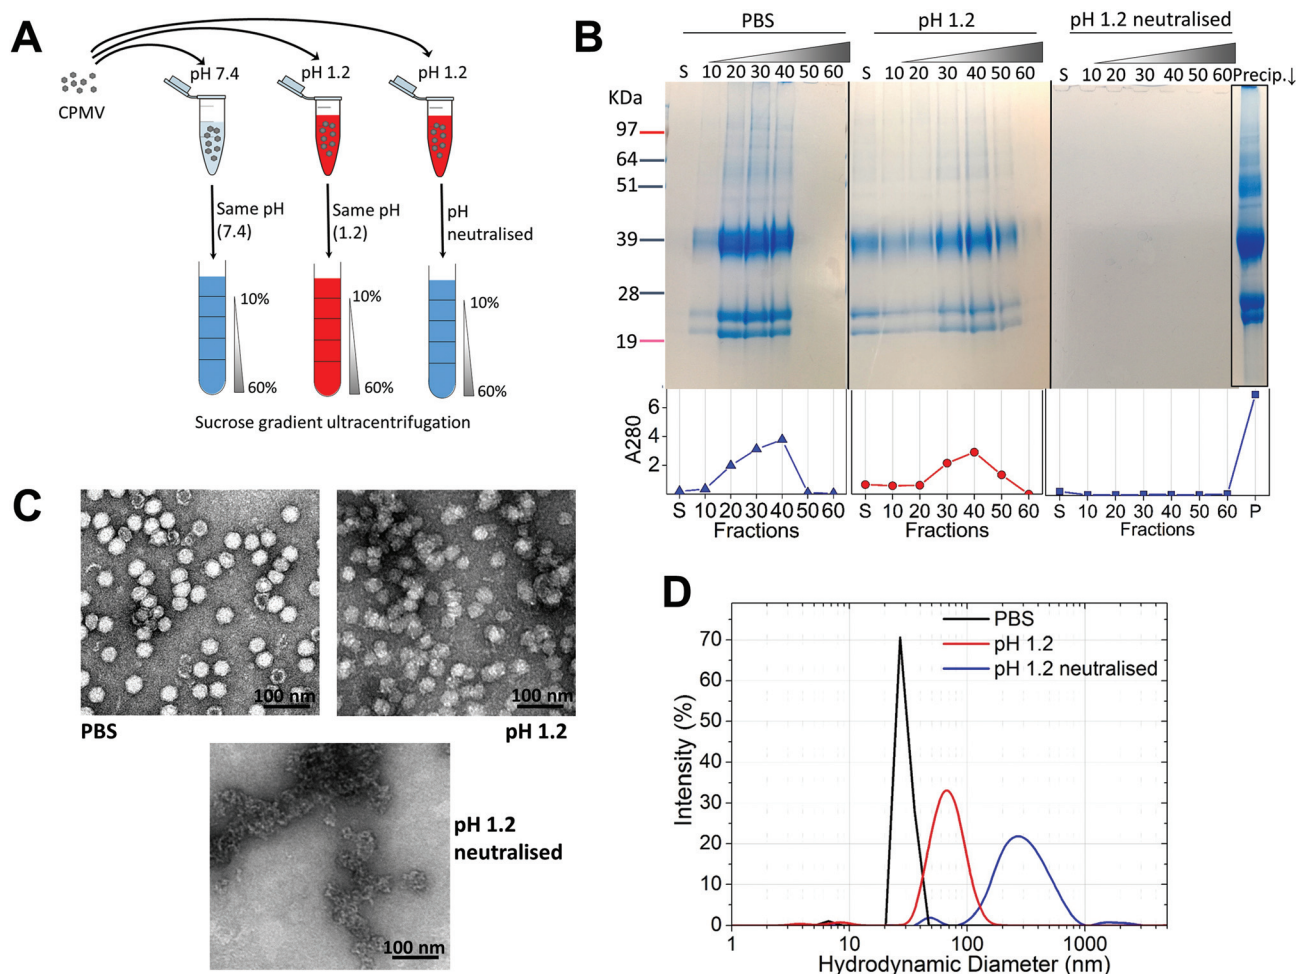 A
CPMV
pH 7.4
pH 1.2
pH 1.2
Same pH
(7.4)
Same pH
(1.2)
pH
neutralised
10%
60%
10%
60%
10%
60%
Sucrose gradient ultracentrifugation
B
PBS
pH 1.2
pH 1.2 neutralised
S 10 20 30 40 50 60
S 10 20 30 40 50 60
S 10 20 30 40 50 60 Precip.↓
KDa
97
64
51
39
28
19
A280
6
4
2
S 10 20 30 40 50 60
Fractions
S 10 20 30 40 50 60
Fractions
S 10 20 30 40 50 60 P
Fractions
C
100 nm
PBS
100 nm
pH 1.2
100 nm
pH 1.2
neutralised
D
PBS
pH 1.2
pH 1.2 neutralised
Intensity (%)
70
60
50
40
30
20
10
0
1 10 100 1000
Hydrodynamic Diameter (nm)